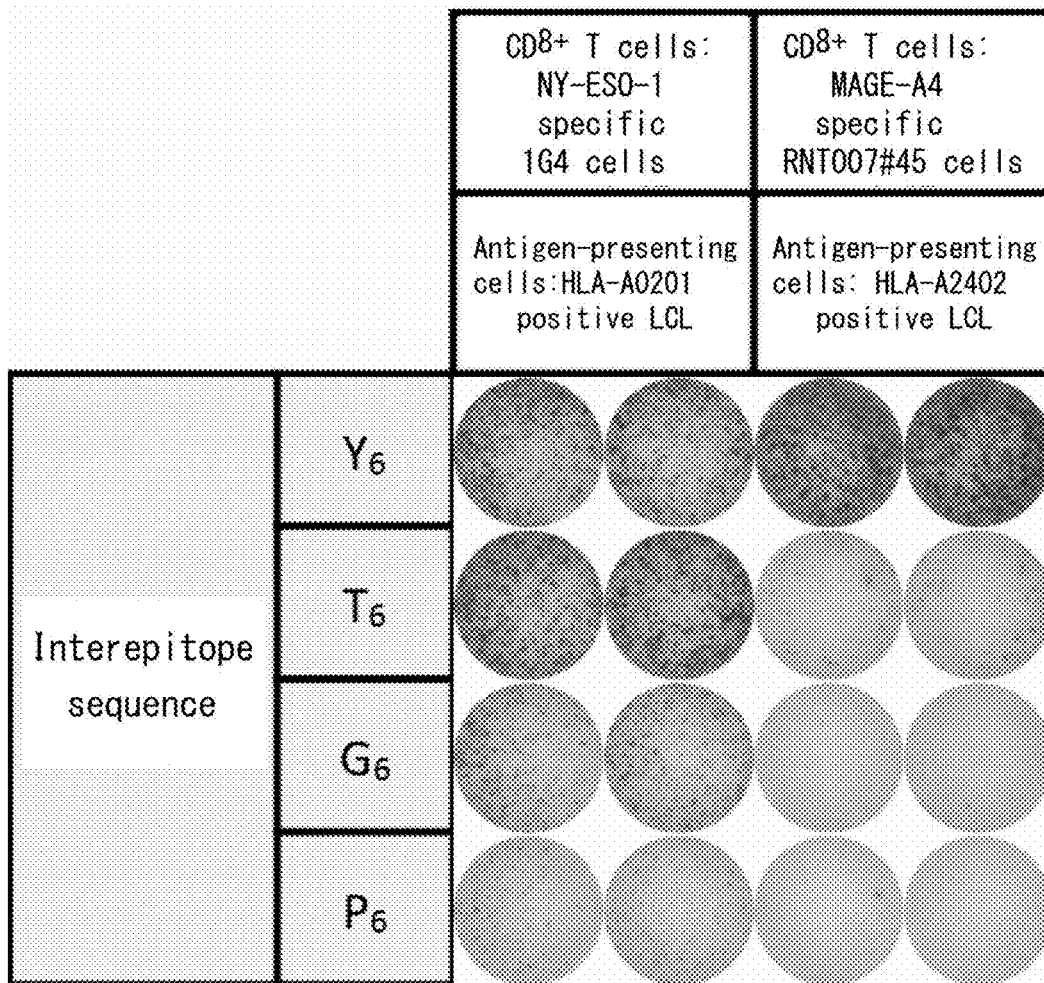 CD8+ T cells:
NY-ESO-1
specific
1G4 cells
CD8+ T cells:
MAGE-A4
specific
RNT007#45 cells
Antigen-presenting
cells:HLA-A0201
positive LCL
Antigen-presenting
cells: HLA-A2402
positive LCL
Interepitope
sequence
Y6
T6
G6
P6